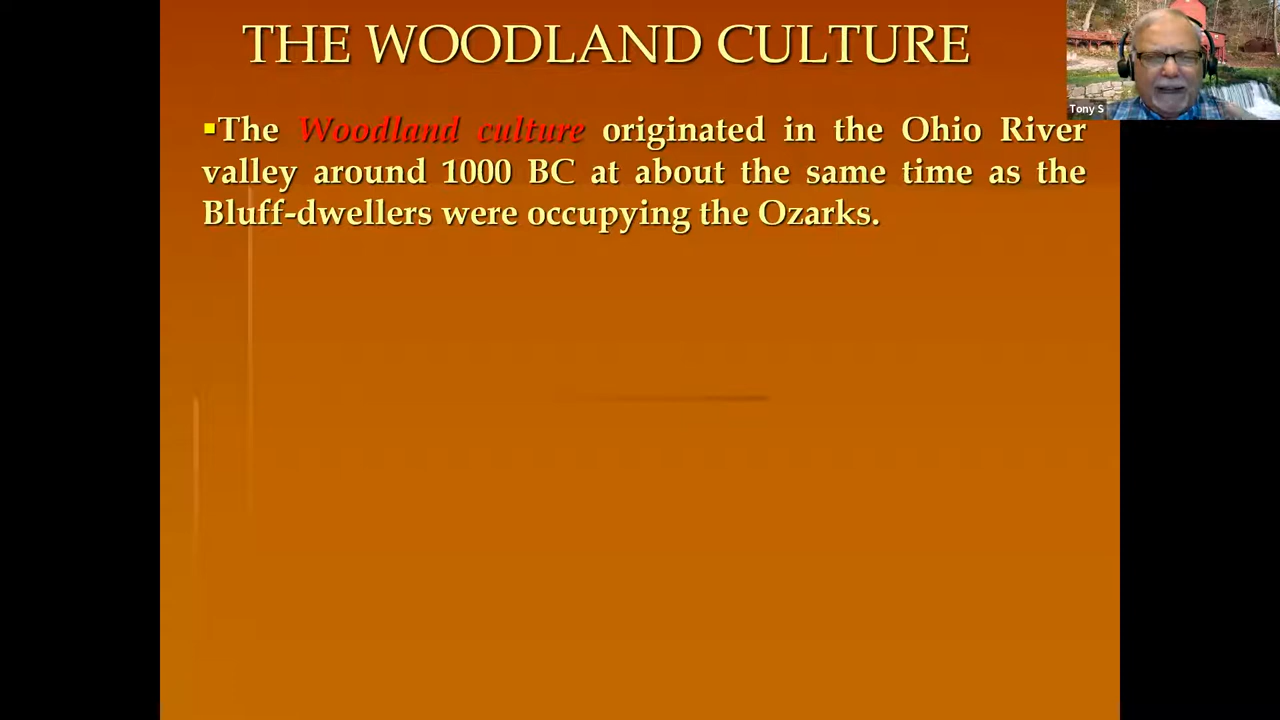 THE WOODLAND CULTURE
Tony S
▪The Woodland culture originated in the Ohio River
valley around 1000 BC at about the same time as the
Bluff-dwellers were occupying the Ozarks.